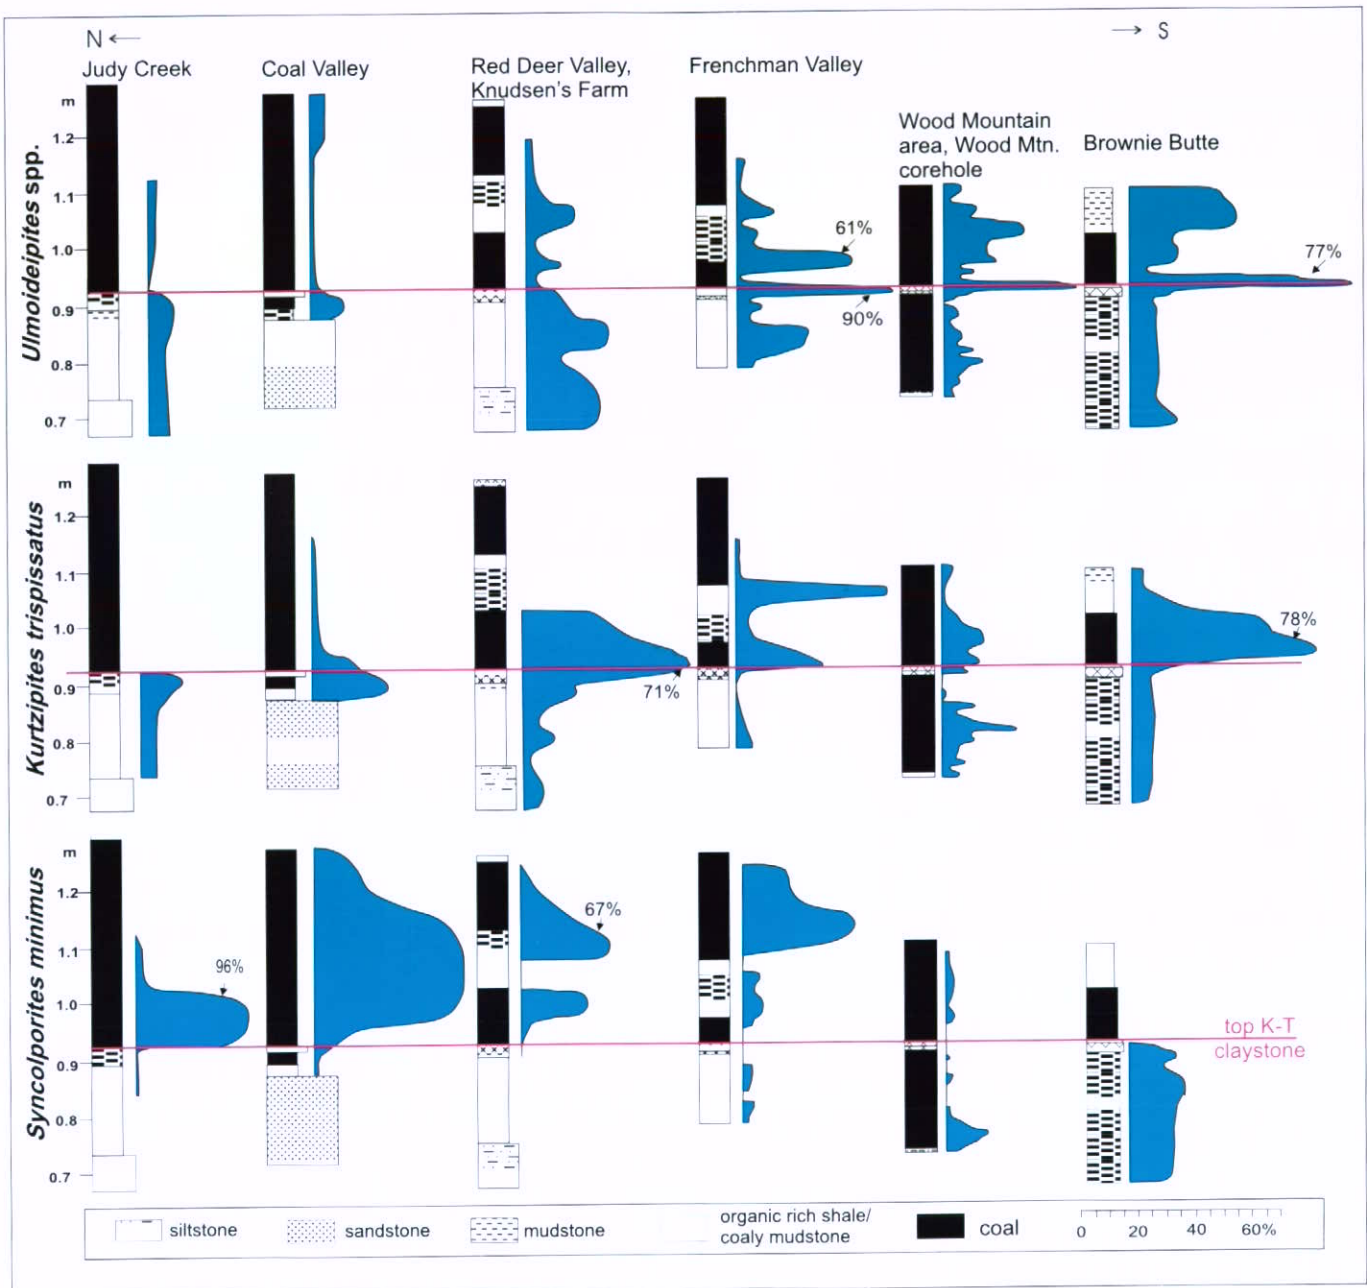 N
S
Judy Creek
Coal Valley
Red Deer Valley,
Knudsen's Farm
Frenchman Valley
Wood Mountain
area, Wood Mtn.
corehole
Brownie Butte
Ulmoideipites spp.
m
1.2
1.1
1.0
0.9
0.8
0.7
61%
90%
77%
Kurtzipites trispissatus
m
1.2
1.1
1.0
0.9
0.8
0.7
71%
78%
Syncolporites minimus
m
1.2
1.1
1.0
0.9
0.8
0.7
96%
67%
top K-T
claystone
siltstone
sandstone
mudstone
organic rich shale/
coaly mudstone
coal
0 20 40 60%